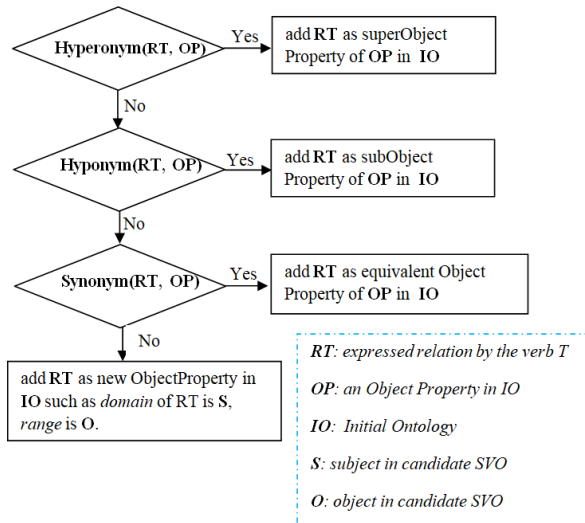 Hyperonym(RT, OP)
Yes
add RT as superObject
Property of OP in IO
No
Hyponym(RT, OP)
Yes
add RT as subObject
Property of OP in IO
No
Synonym(RT, OP)
Yes
add RT as equivalent Object
Property of OP in IO
No
add RT as new ObjectProperty in
IO such as domain of RT is S,
range is O.
RT: expressed relation by the verb T
OP: an Object Property in IO
IO: Initial Ontology
S: subject in candidate SVO
O: object in candidate SVO